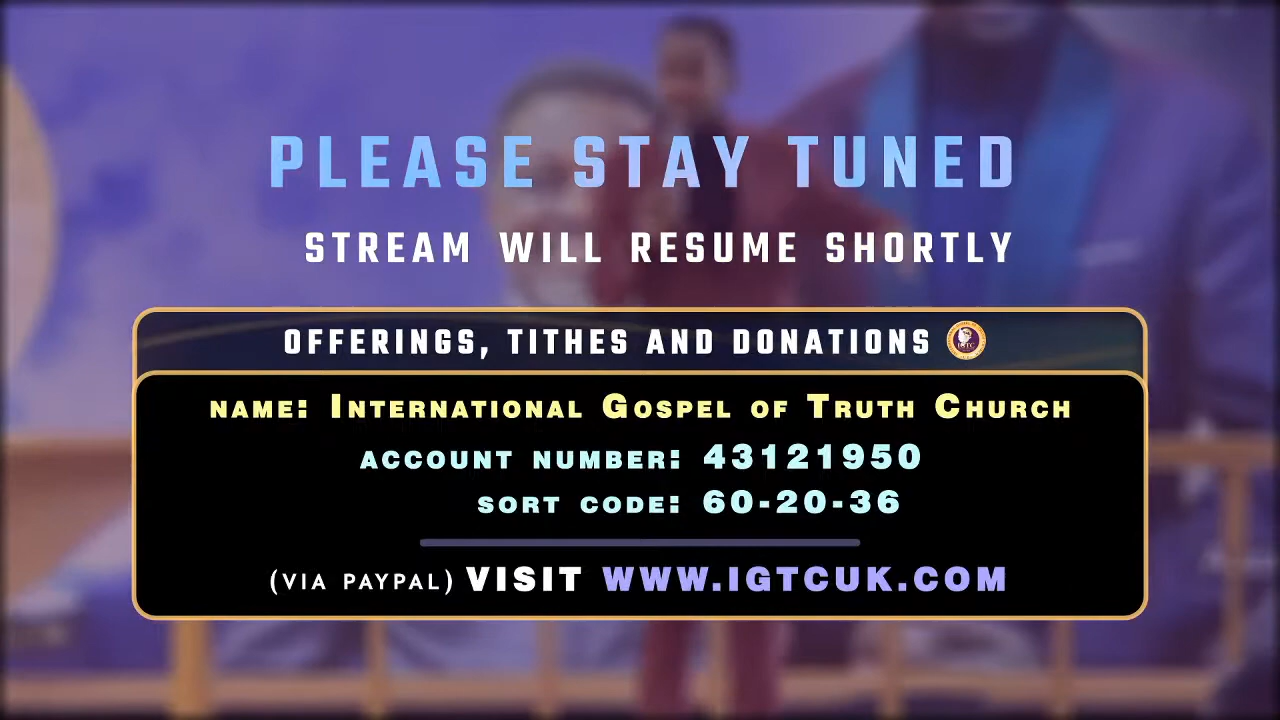 PLEASE STAY TUNED
STREAM WILL RESUME SHORTLY
OFFERINGS, TITHES AND DONATIONS
NAME: INTERNATIONAL GOSPEL OF TRUTH CHURCH
ACCOUNT NUMBER: 43121950
SORT CODE: 60-20-36
(VIA PAYPAL) VISIT WWW.IGTCUK.COM